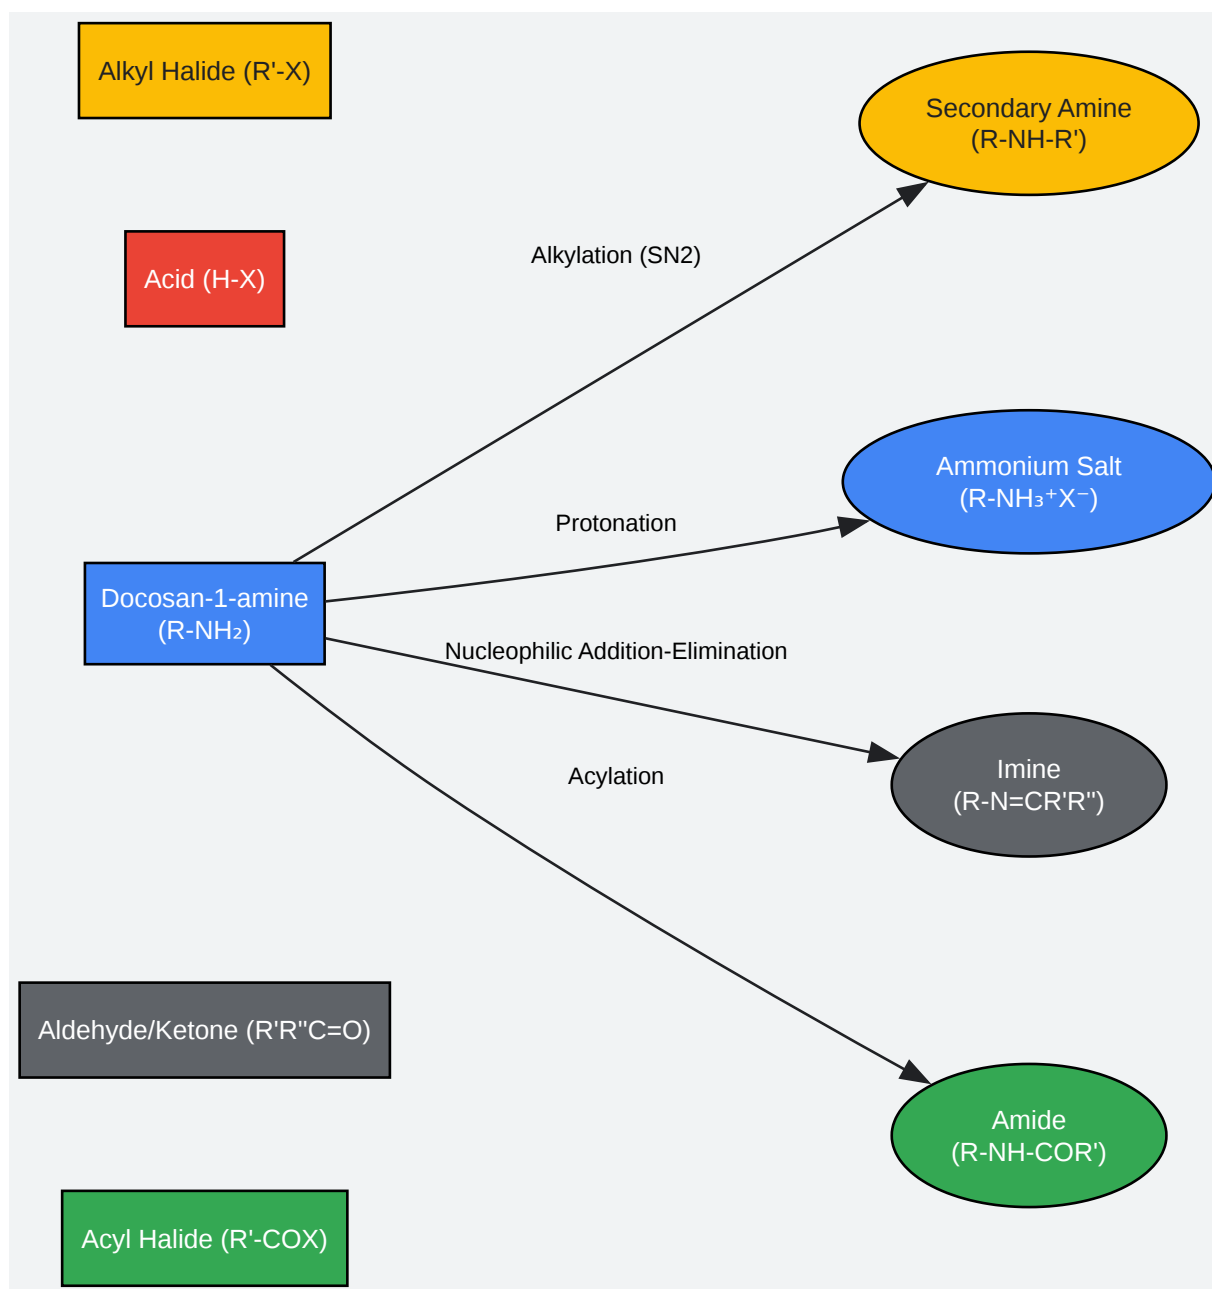 Alkyl Halide (R'-X)
Secondary Amine
(R-NH-R')
Alkylation (SN2)
Acid (H-X)
Ammonium Salt
(R-NH₃⁺X⁻)
Protonation
Docosan-1-amine
(R-NH₂)
Nucleophilic Addition-Elimination
Imine
(R-N=CR'R'')
Acylation
Aldehyde/Ketone (R'R''C=O)
Amide
(R-NH-COR')
Acyl Halide (R'-COX)